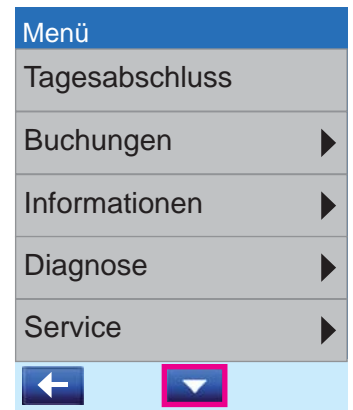 Menü
Tagesabschluss
Buchungen
Informationen
Diagnose
Service